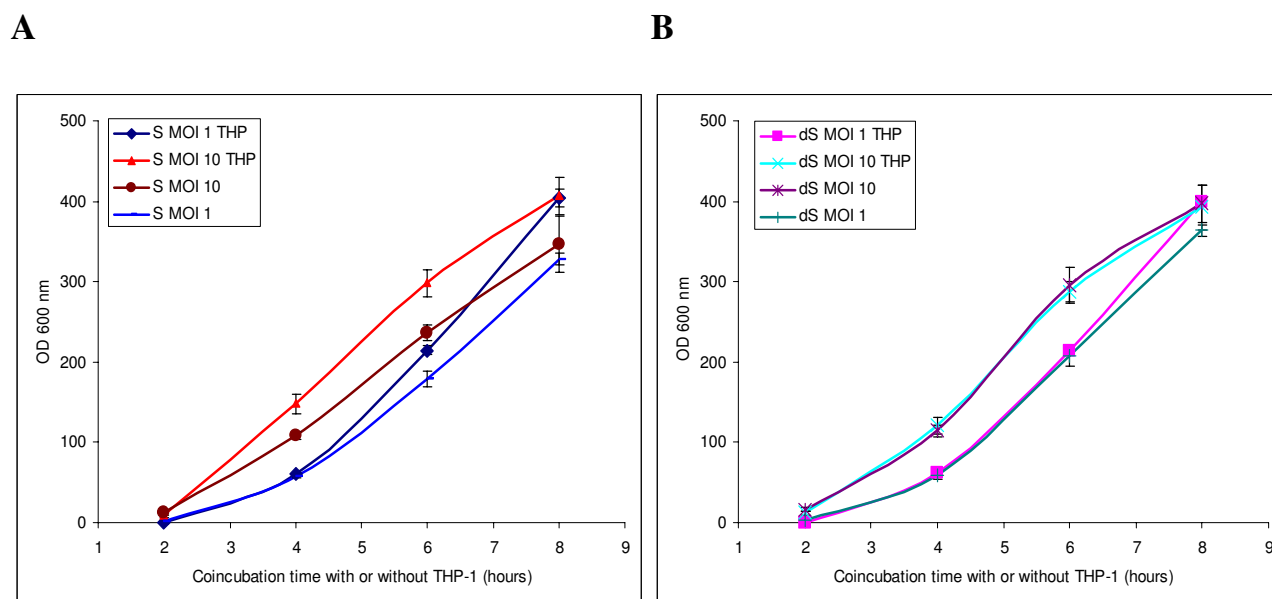 A
B
500
400
300
200
100
0
OD 600 nm
S MOI 1 THP
S MOI 10 THP
S MOI 10
S MOI 1
1 2 3 4 5 6 7 8 9
Coincubation time with or without THP-1 (hours)
500
400
300
200
100
0
OD 600 nm
dS MOI 1 THP
dS MOI 10 THP
dS MOI 10
dS MOI 1
1 2 3 4 5 6 7 8 9
Coincubation time with or without THP-1 (hours)